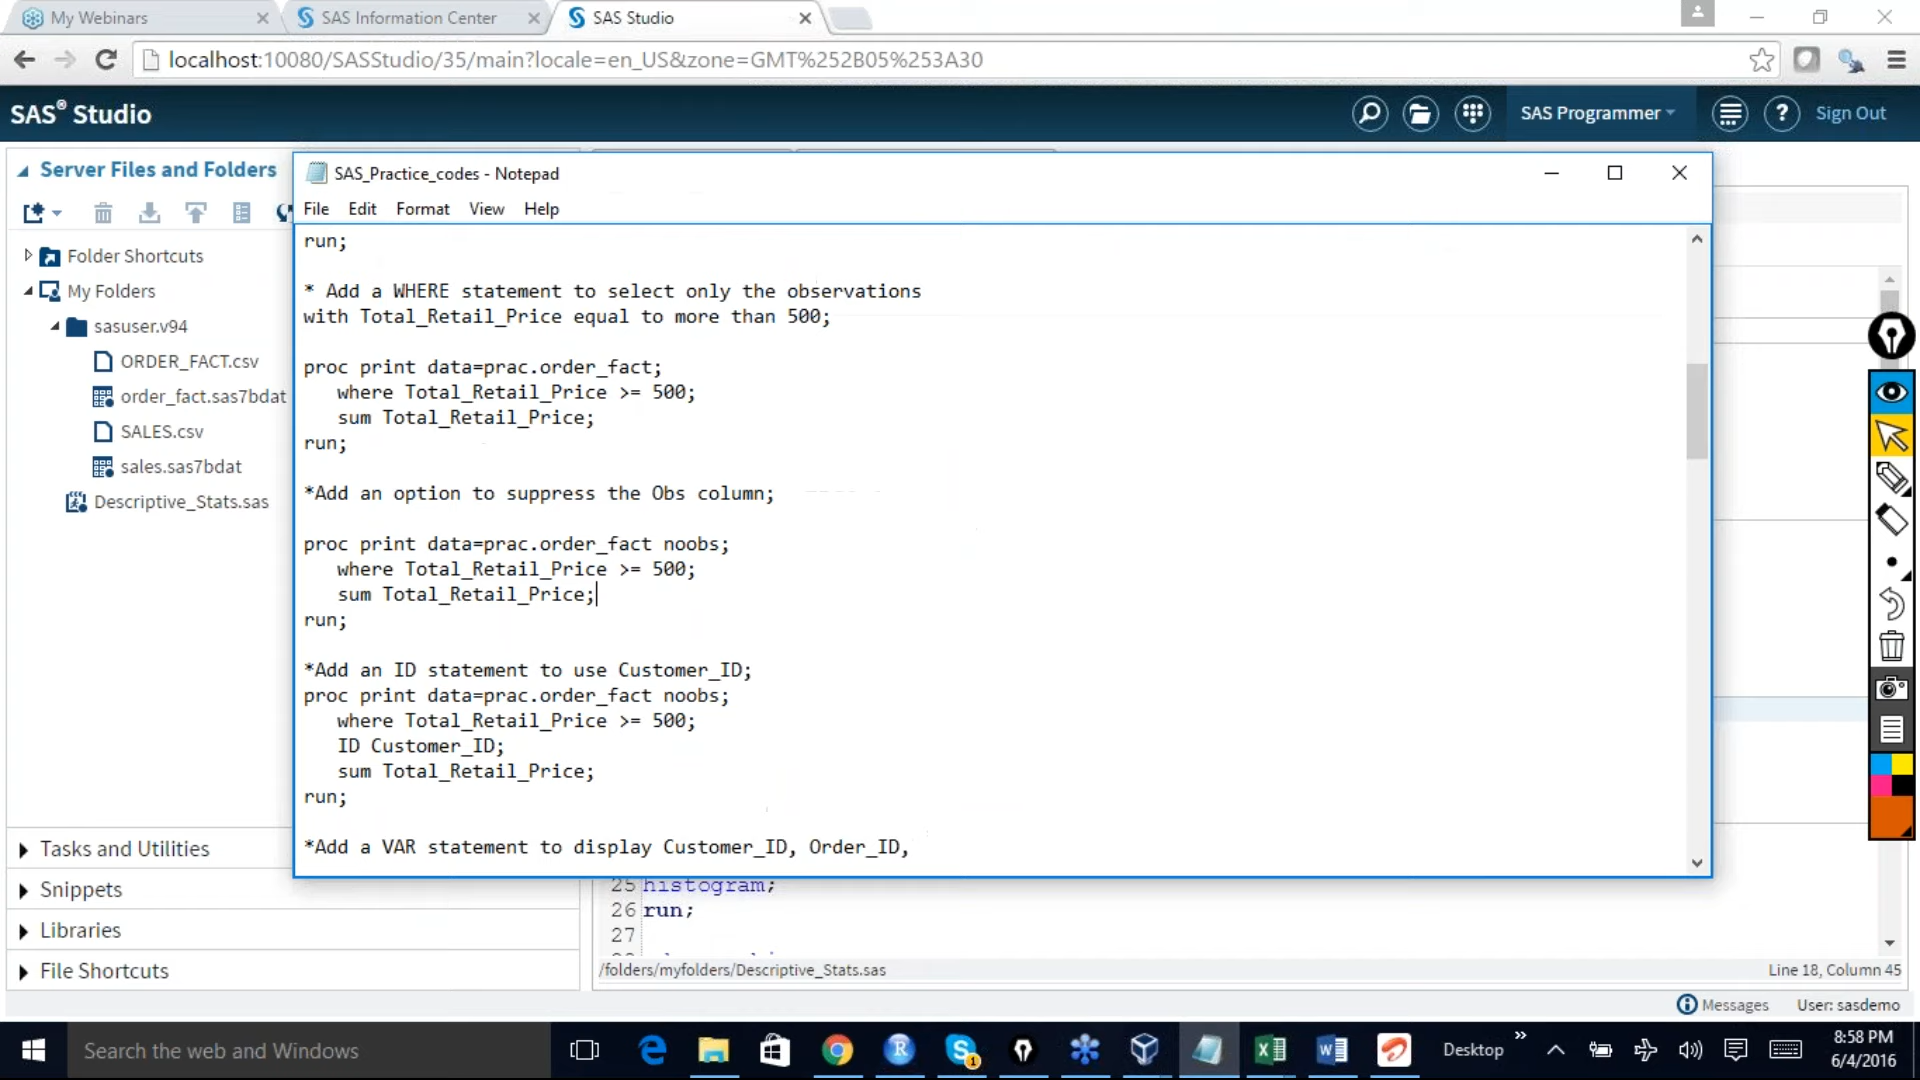 My Webinars
SAS Information Center
SAS Studio
localhost:10080/SASStudio/35/main?locale=en_US&zone=GMT%252B05%253A30
SAS® Studio
SAS Programmer
Sign Out
Server Files and Folders
Folder Shortcuts
My Folders
sasuser.v94
ORDER_FACT.csv
order_fact.sas7bdat
SALES.csv
sales.sas7bdat
Descriptive_Stats.sas
Tasks and Utilities
Snippets
Libraries
File Shortcuts
SAS_Practice_codes - Notepad
File Edit Format View Help
run;
* Add a WHERE statement to select only the observations
with Total_Retail_Price equal to more than 500;
proc print data=prac.order_fact;
where Total_Retail_Price >= 500;
sum Total_Retail_Price;
run;
*Add an option to suppress the Obs column;
proc print data=prac.order_fact noobs;
where Total_Retail_Price >= 500;
sum Total_Retail_Price;
run;
*Add an ID statement to use Customer_ID;
proc print data=prac.order_fact noobs;
where Total_Retail_Price >= 500;
ID Customer_ID;
sum Total_Retail_Price;
run;
*Add a VAR statement to display Customer_ID, Order_ID,
25 histogram;
26 run;
27
/folders/myfolders/Descriptive_Stats.sas
Line 18, Column 45
Messages
User: sasdemo
Search the web and Windows
Desktop
8:58 PM
6/4/2016